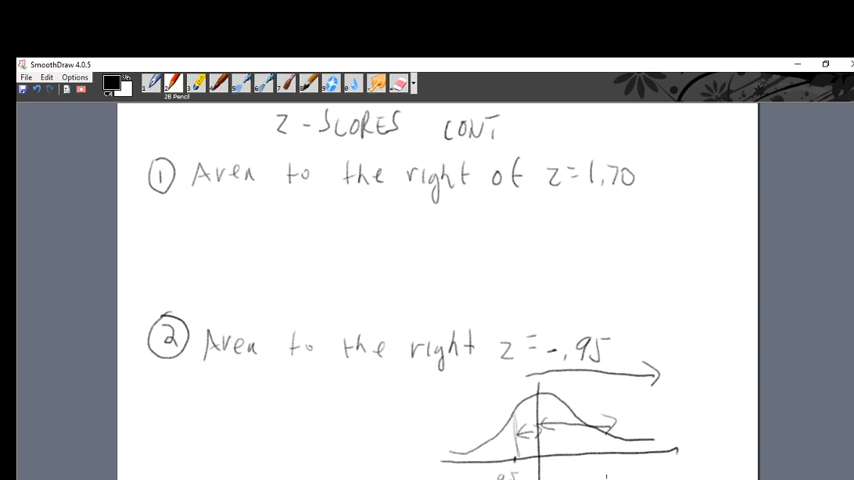 SmoothDraw 4.0.5
File Edit Options
2B Pencil
Z-SCORES CONT
① Area to the right of z=1.70
② Area to the right z=-.95
.95